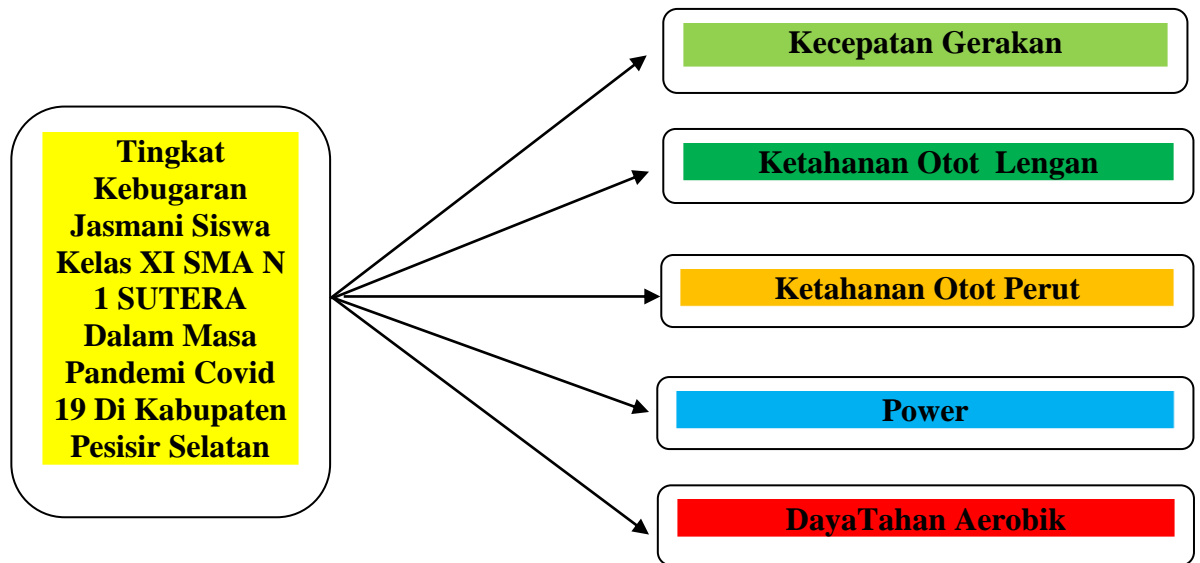 Tingkat
Kebugaran
Jasmani Siswa
Kelas XI SMA N
1 SUTERA
Dalam Masa
Pandemi Covid
19 Di Kabupaten
Pesisir Selatan
Kecepatan Gerakan
Ketahanan Otot Lengan
Ketahanan Otot Perut
Power
DayaTahan Aerobik